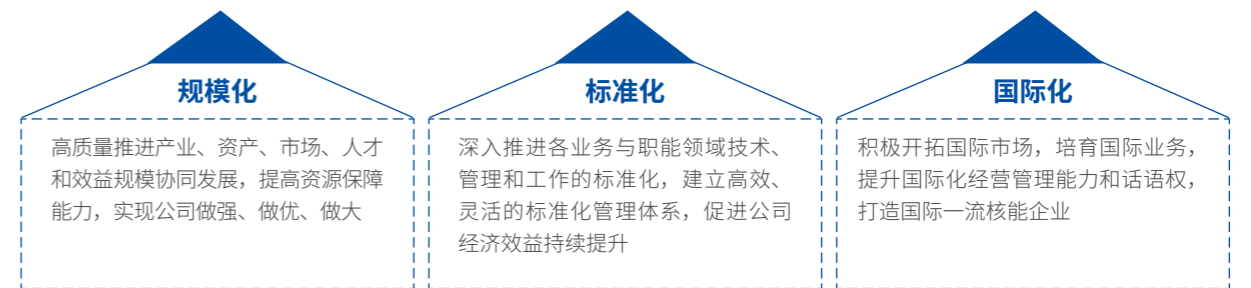 规模化
高质量推进产业、资产、市场、人才
和效益规模协同发展，提高资源保障
能力，实现公司做强、做优、做大
标准化
深入推进各业务与职能领域技术、
管理和工作的标准化，建立高效、
灵活的标准化管理体系，促进公司
经济效益持续提升
国际化
积极开拓国际市场，培育国际业务，
提升国际化经营管理能力和话语权，
打造国际一流核能企业